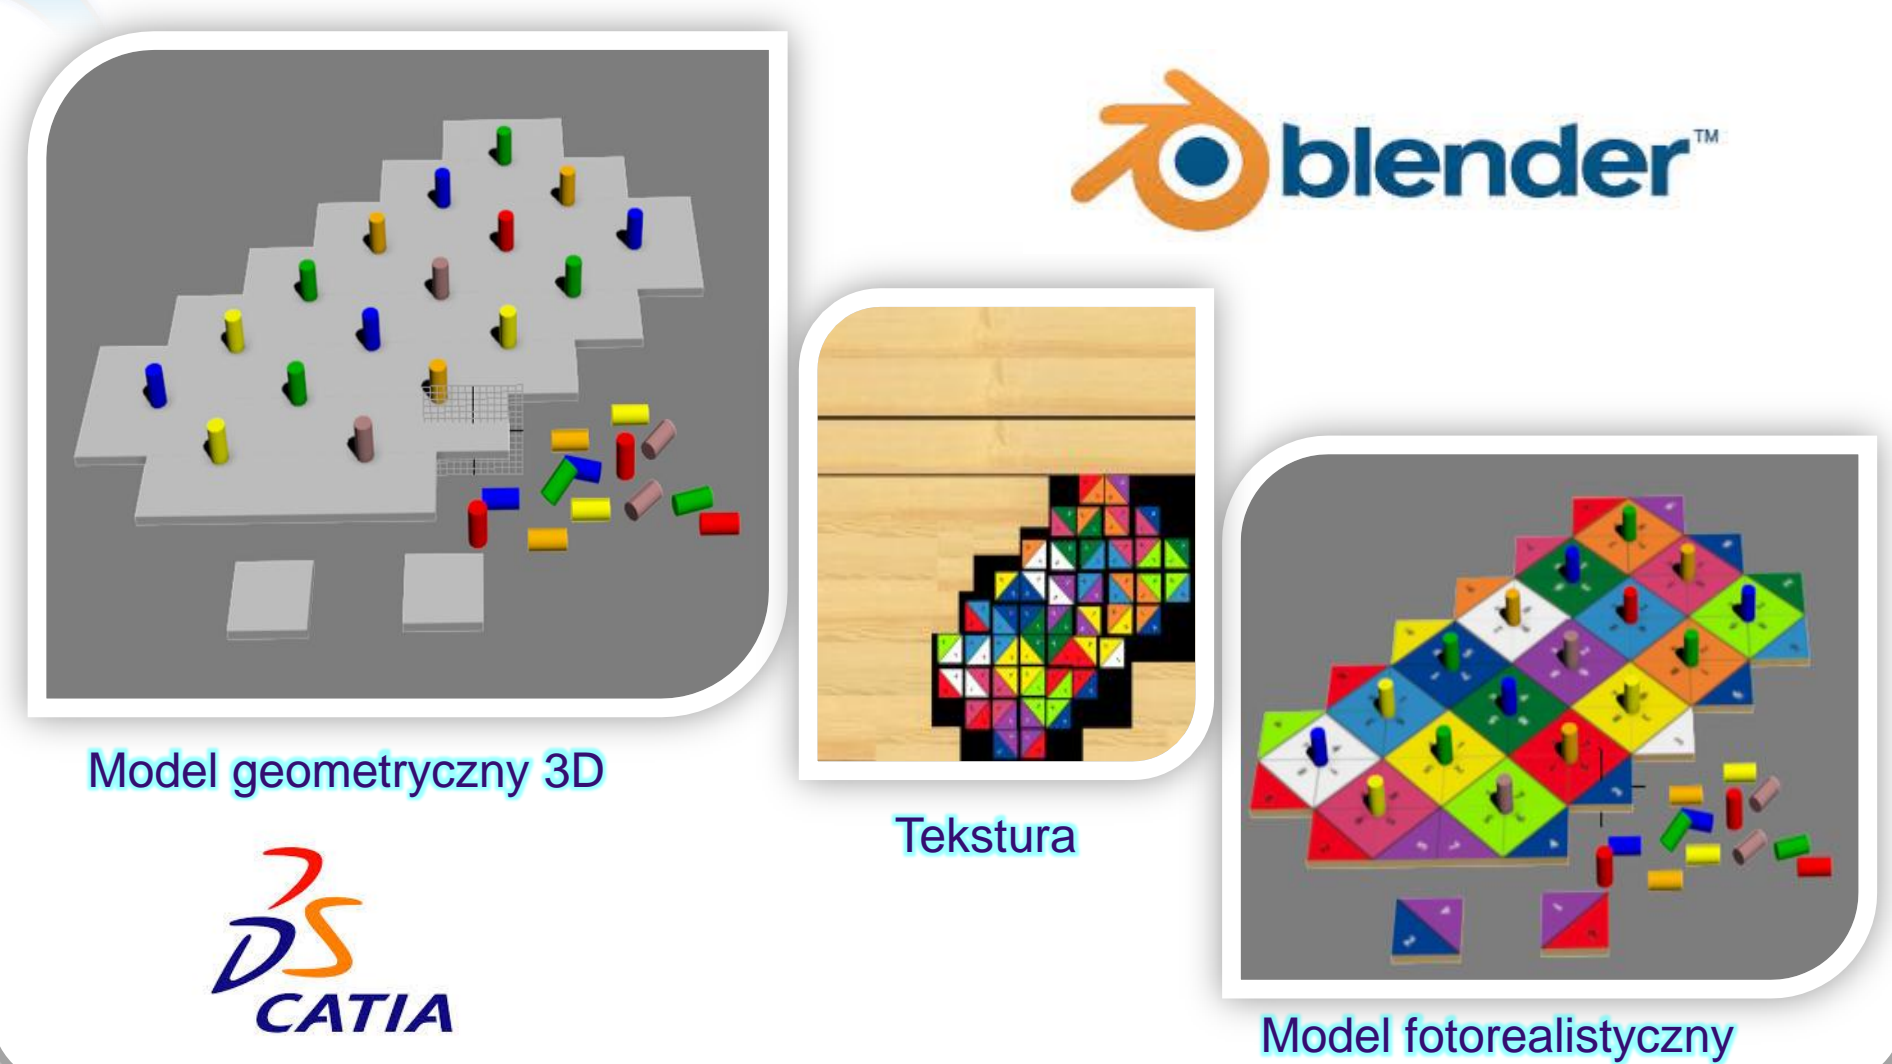 blender™
Model geometryczny 3D
Tekstura
CATIA
Model fotorealistyczny